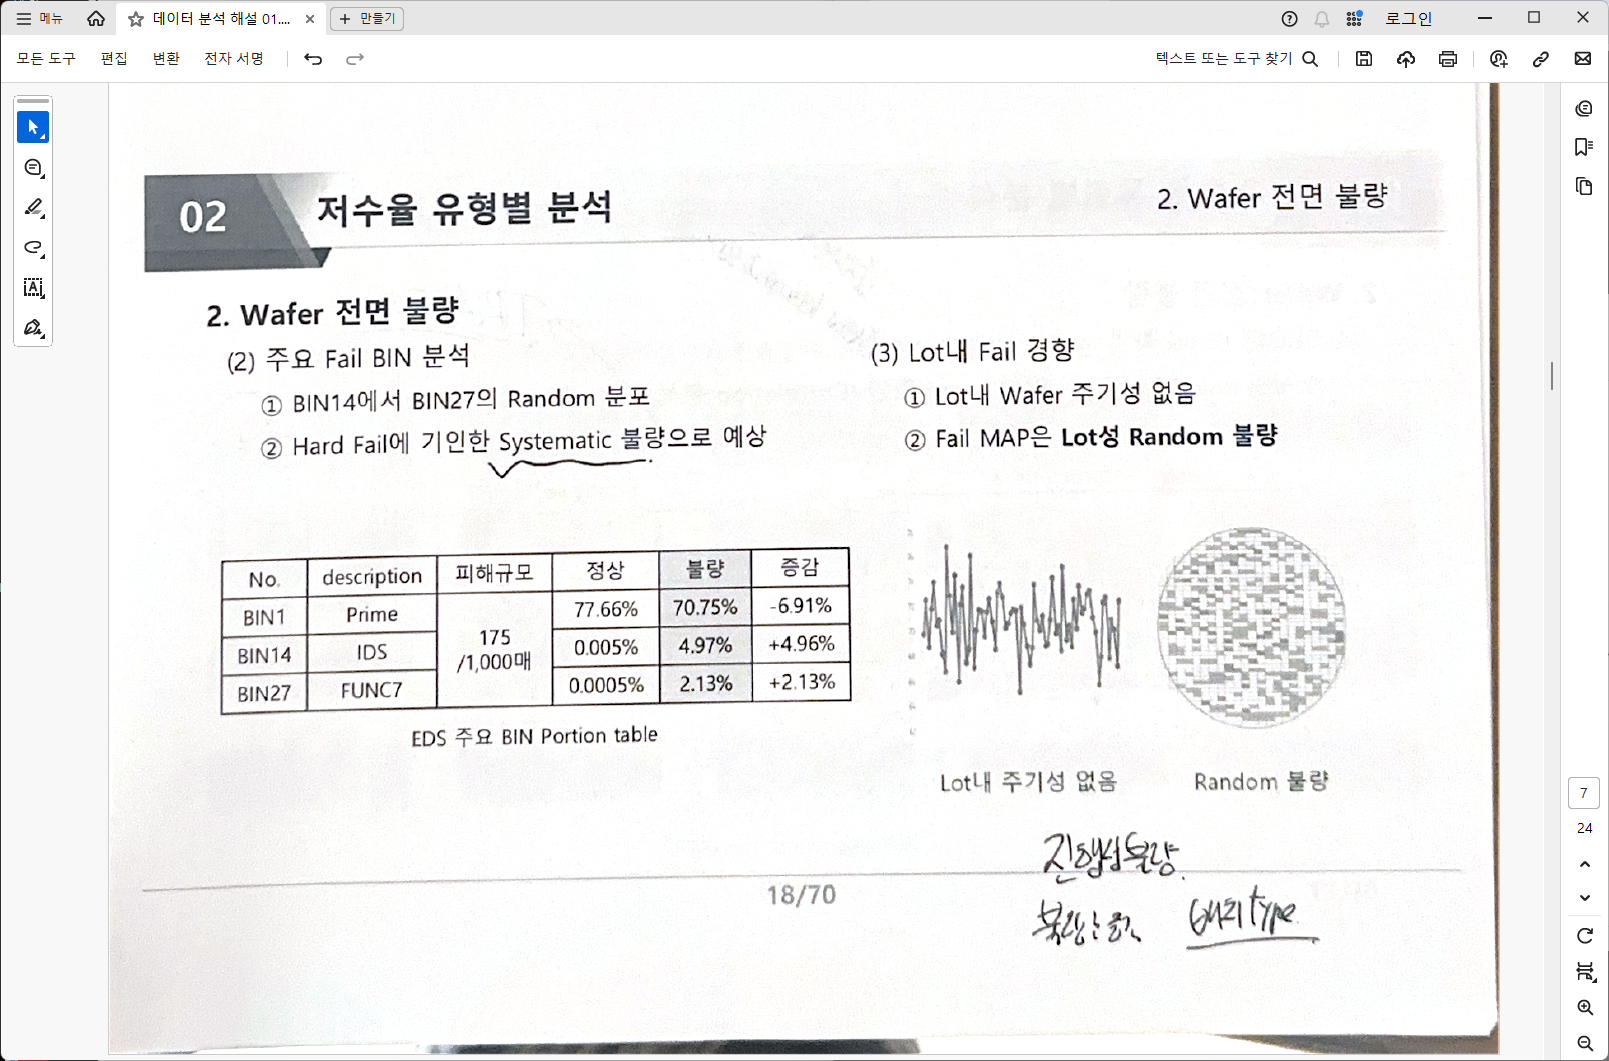 메뉴
데이터 분석 해설 01....
만들기
로그인
모든 도구
편집
변환
전자 서명
텍스트 또는 도구 찾기
02
저수율 유형별 분석
2. Wafer 전면 불량
2. Wafer 전면 불량
(2) 주요 Fail BIN 분석
① BIN14에서 BIN27의 Random 분포
② Hard Fail에 기인한 Systematic 불량으로 예상
(3) Lot내 Fail 경향
① Lot내 Wafer 주기성 없음
② Fail MAP은 Lot성 Random 불량
No. description 피해규모 정상 불량 증감
BIN1 Prime 175/1,000매 77.66% 70.75% -6.91%
BIN14 IDS 0.005% 4.97% +4.96%
BIN27 FUNC7 0.0005% 2.13% +2.13%
EDS 주요 BIN Portion table
Lot내 주기성 없음
Random 불량
진행성 불량.
type
18/70
7
24